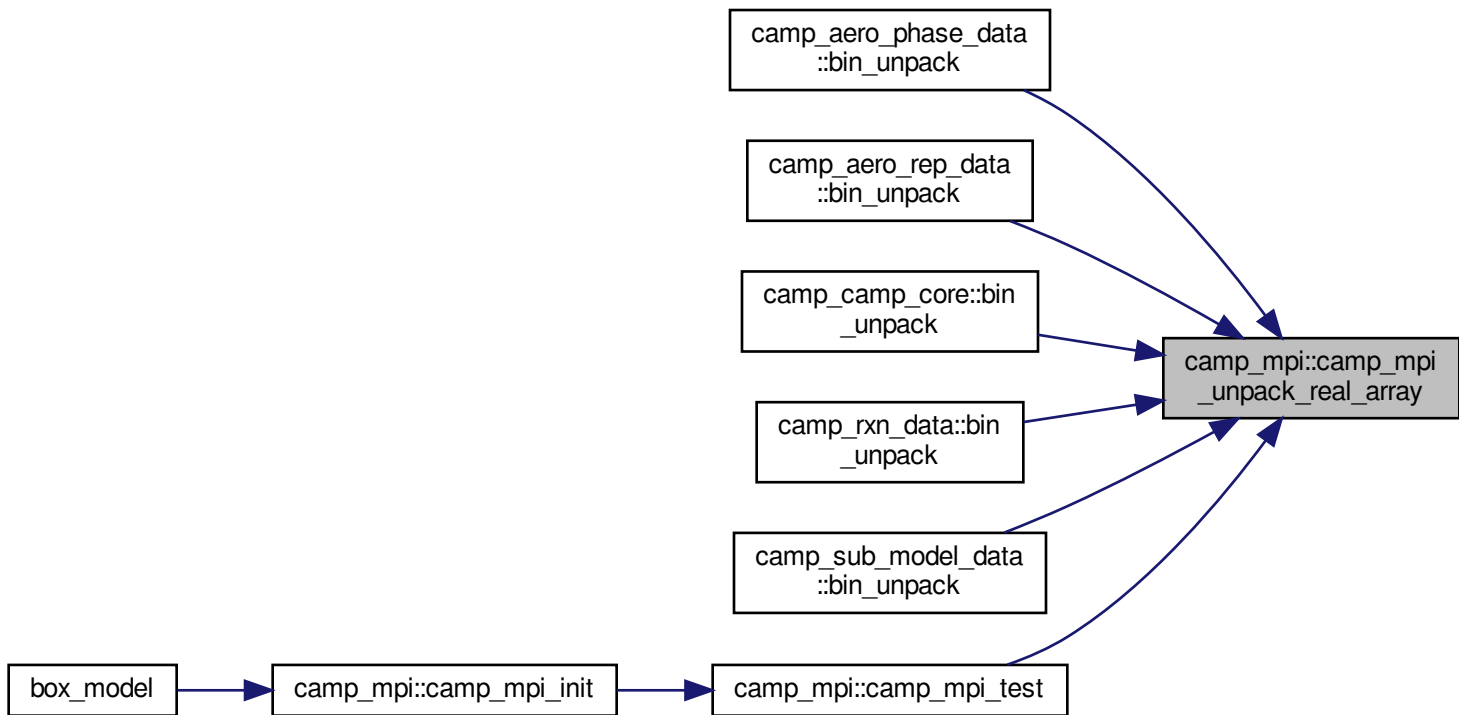 camp_aero_phase_data
::bin_unpack
camp_aero_rep_data
::bin_unpack
camp_camp_core::bin
_unpack
camp_mpi::camp_mpi
_unpack_real_array
camp_rxn_data::bin
_unpack
camp_sub_model_data
::bin_unpack
box_model
camp_mpi::camp_mpi_init
camp_mpi::camp_mpi_test